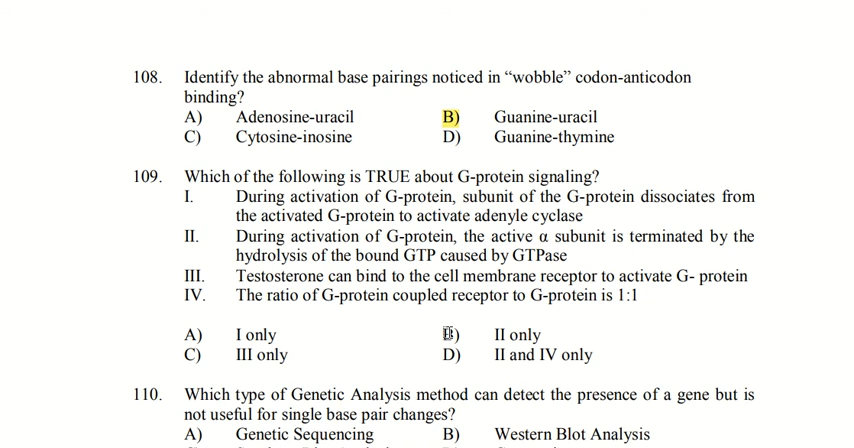 108. Identify the abnormal base pairings noticed in “wobble” codon-anticodon
binding?
A) Adenosine-uracil B) Guanine-uracil
C) Cytosine-inosine D) Guanine-thymine
109. Which of the following is TRUE about G-protein signaling?
I. During activation of G-protein, subunit of the G-protein dissociates from
the activated G-protein to activate adenyle cyclase
II. During activation of G-protein, the active α subunit is terminated by the
hydrolysis of the bound GTP caused by GTPase
III. Testosterone can bind to the cell membrane receptor to activate G- protein
IV. The ratio of G-protein coupled receptor to G-protein is 1:1
A) I only B) II only
C) III only D) II and IV only
110. Which type of Genetic Analysis method can detect the presence of a gene but is
not useful for single base pair changes?
A) Genetic Sequencing B) Western Blot Analysis